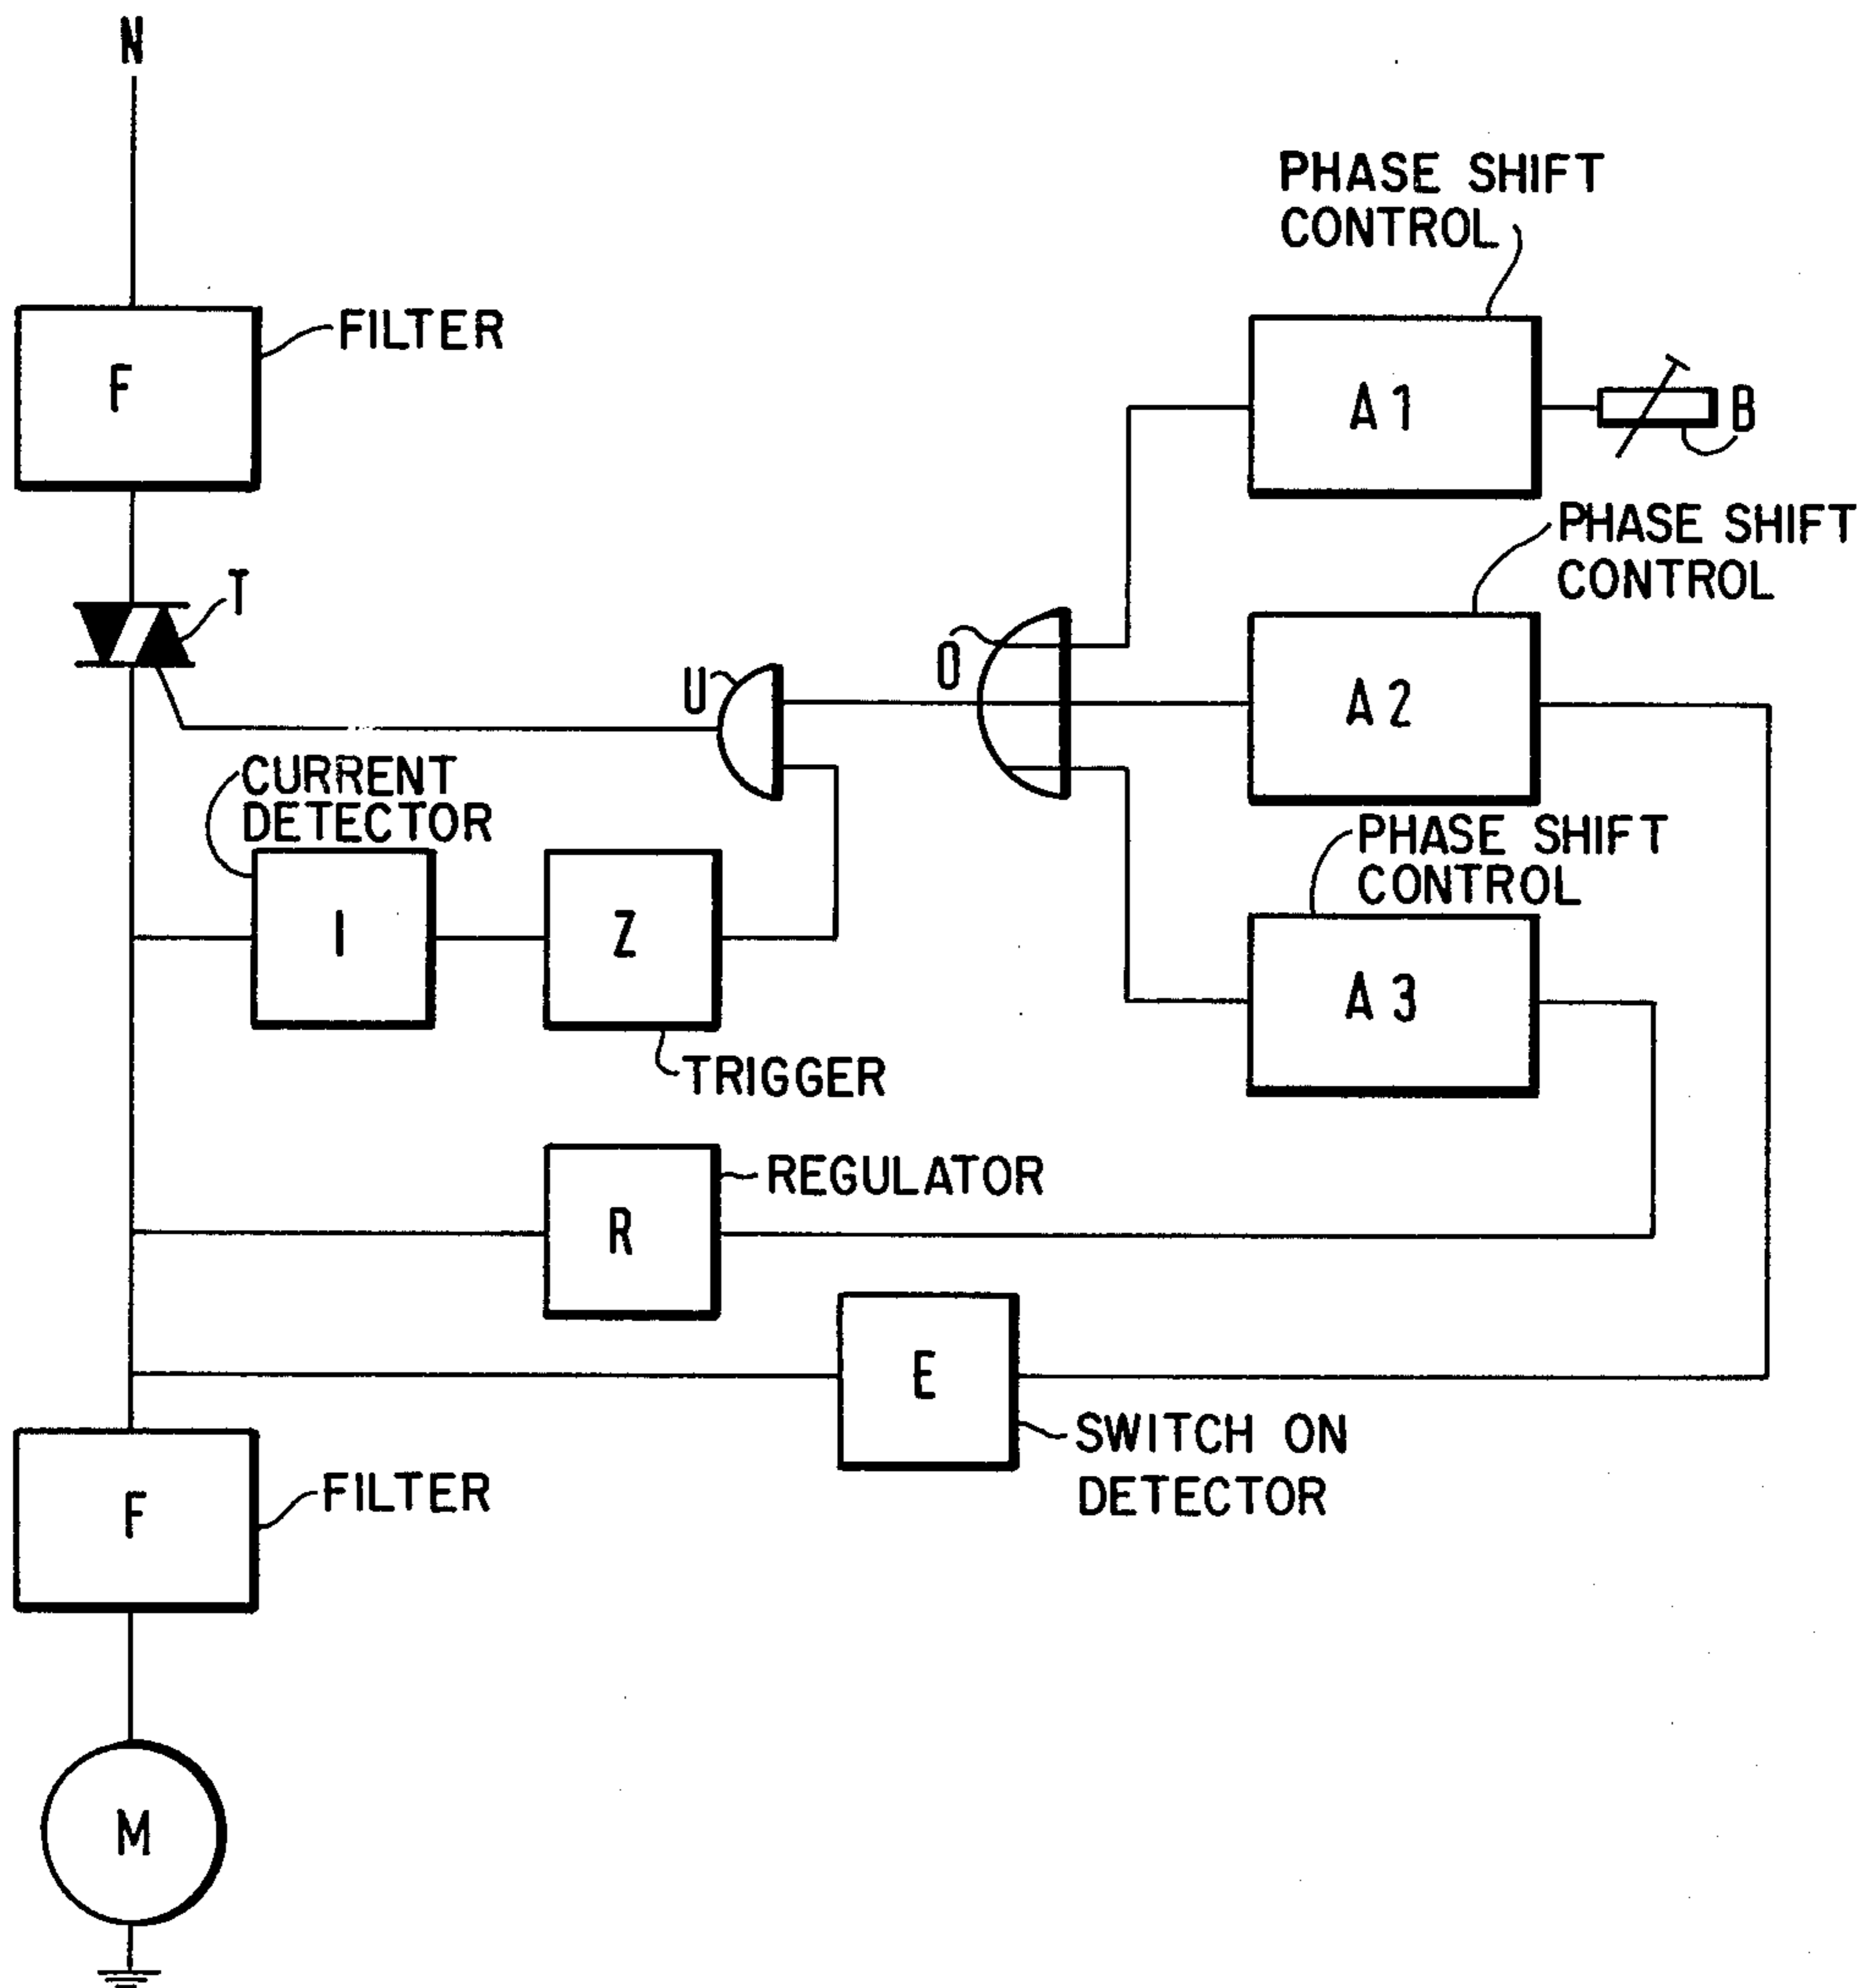 N
PHASE SHIFT
CONTROL
F
FILTER
A1
B
PHASE SHIFT
CONTROL
T
U
O
A2
CURRENT
DETECTOR
PHASE SHIFT
CONTROL
I
Z
A3
TRIGGER
REGULATOR
R
E
SWITCH ON
DETECTOR
F
FILTER
M